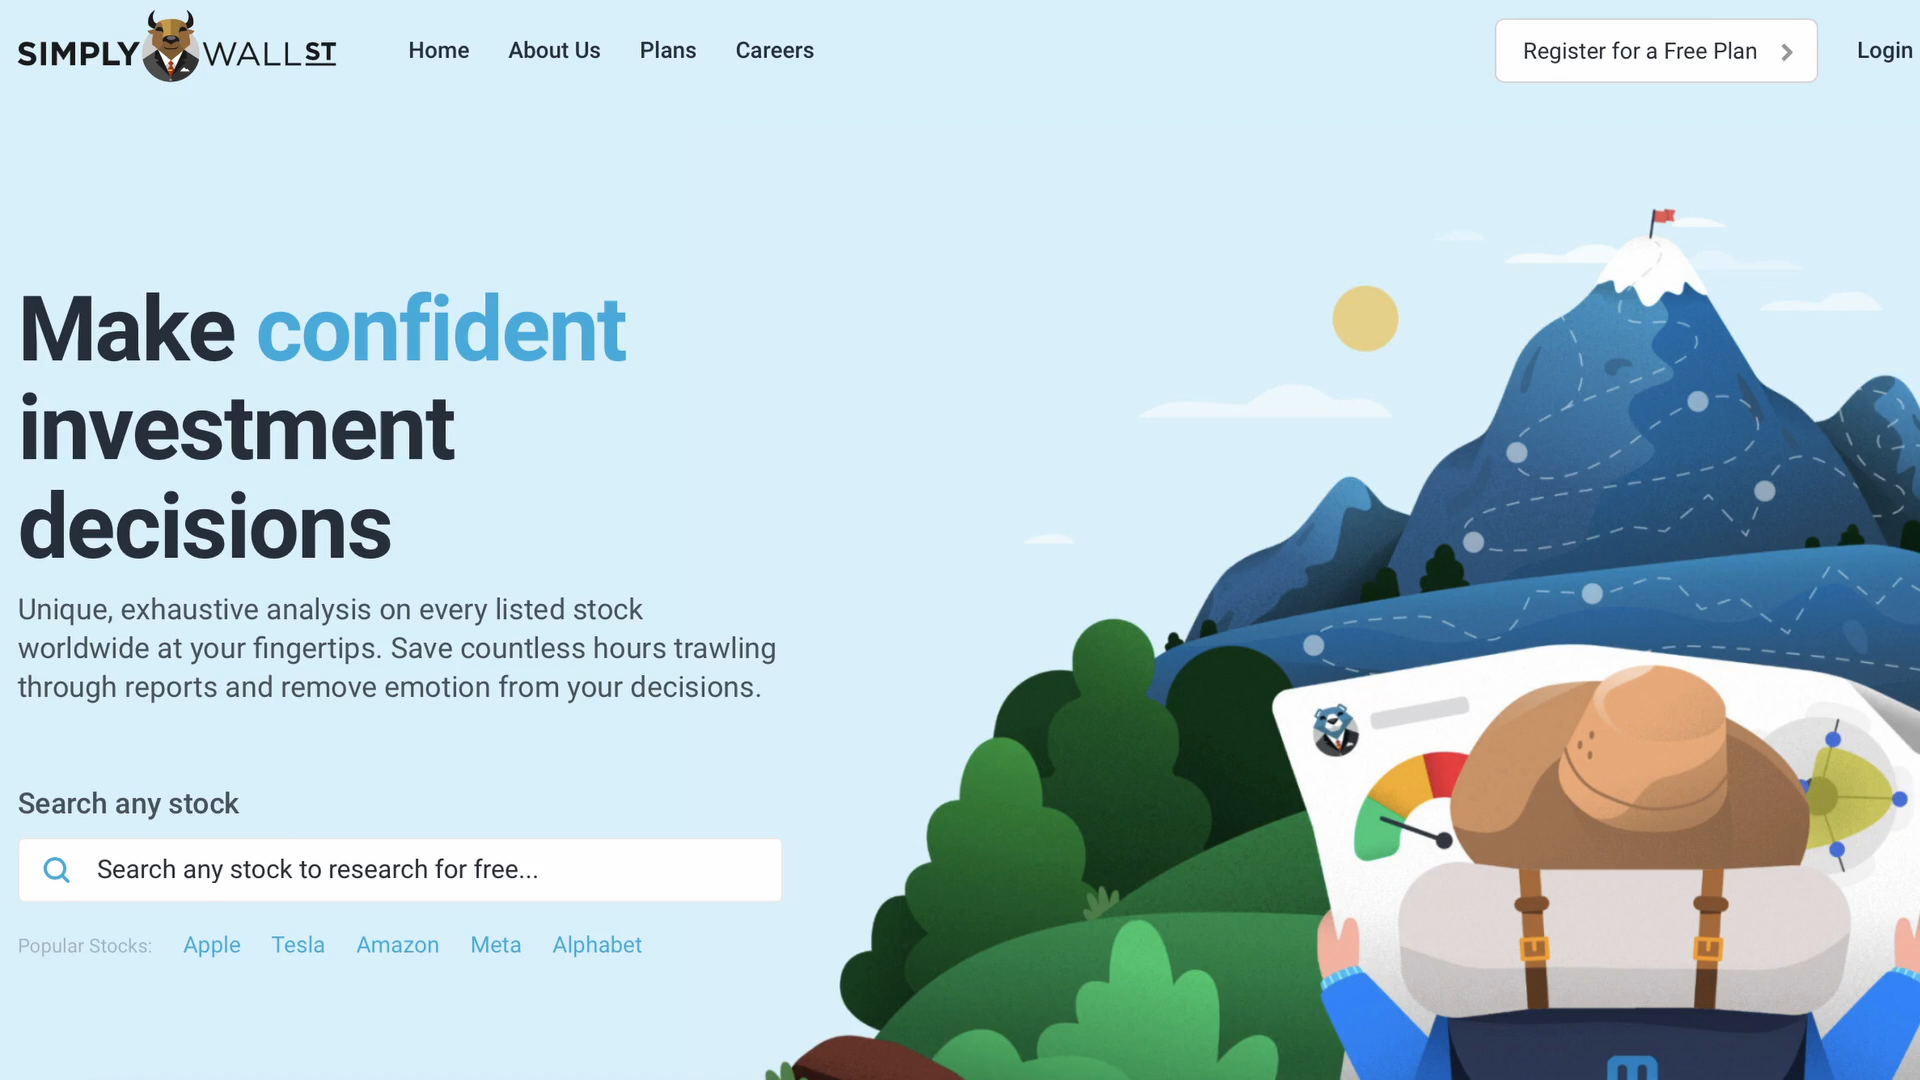 SIMPLY WALL ST
Home About Us Plans Careers
Register for a Free Plan
Login
Make confident
investment
decisions
Unique, exhaustive analysis on every listed stock
worldwide at your fingertips. Save countless hours trawling
through reports and remove emotion from your decisions.
Search any stock
Search any stock to research for free...
Popular Stocks: Apple Tesla Amazon Meta Alphabet